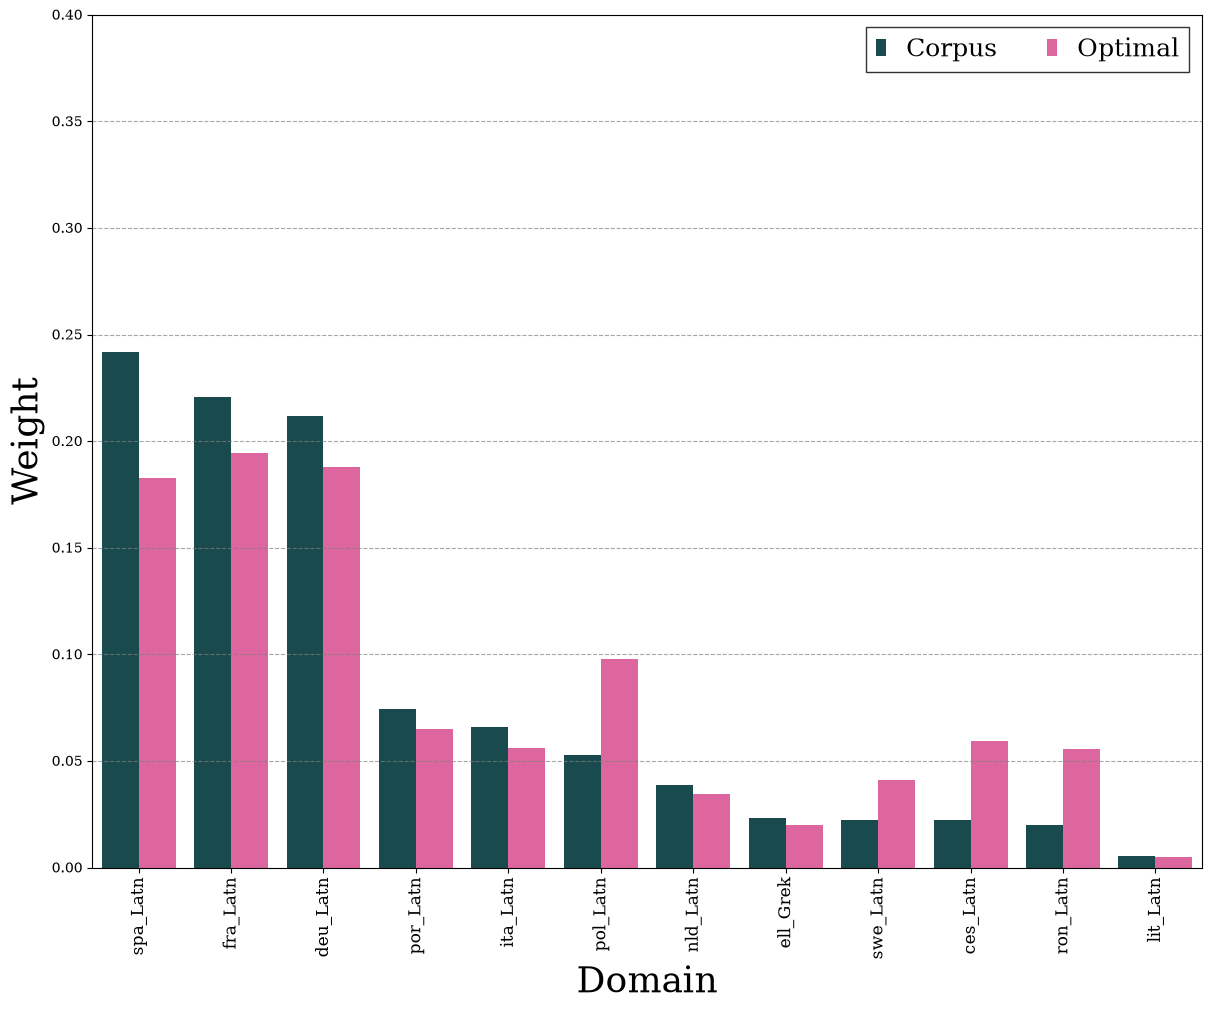 Corpus Optimal
Weight
0.40
0.35
0.30
0.25
0.20
0.15
0.10
0.05
0.00
spa_Latn
fra_Latn
deu_Latn
por_Latn
ita_Latn
pol_Latn
nld_Latn
ell_Grek
swe_Latn
ces_Latn
ron_Latn
lit_Latn
Domain